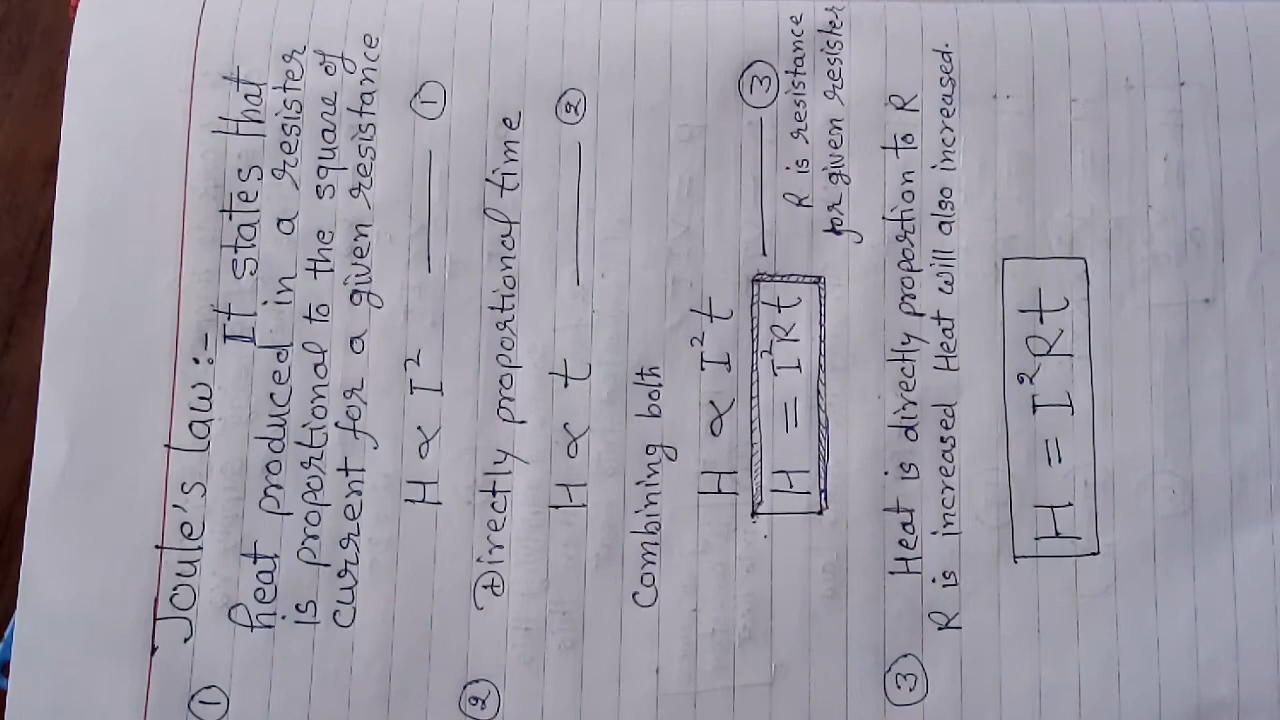 Joule's law :-
① It states that
heat produced in a resister
is proportional to the square of
current for a given resistance
H ∝ I² —— ①
② Directly proportional time
H ∝ t —— ②
Combining both
H ∝ I²t
H = I²Rt —— ③
R is resistance
for given resister
③ Heat is directly proportion to R
R is increased Heat will also increased.
H = I²Rt